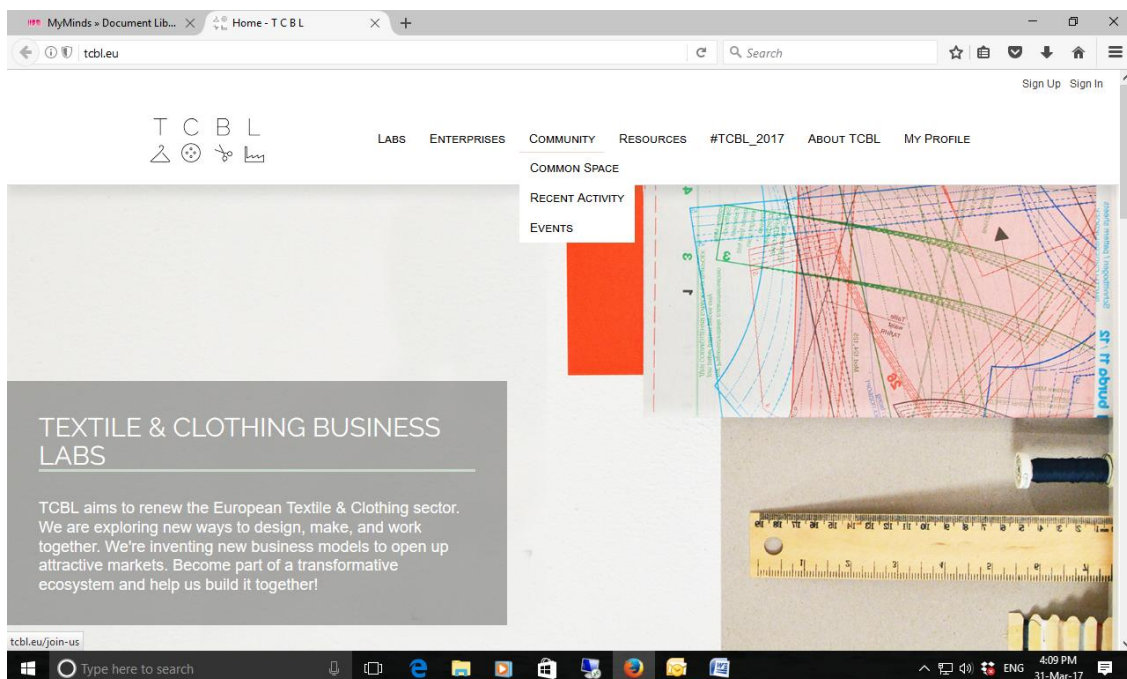 MyMinds » Document Lib...
Home - T C B L
tcbl.eu
Search
Sign Up Sign In
T C B L
LABS ENTERPRISES COMMUNITY RESOURCES #TCBL_2017 ABOUT TCBL MY PROFILE
COMMON SPACE
RECENT ACTIVITY
EVENTS
burda 11 / 12
TEXTILE & CLOTHING BUSINESS
LABS
TCBL aims to renew the European Textile & Clothing sector.
We are exploring new ways to design, make, and work
together. We're inventing new business models to open up
attractive markets. Become part of a transformative
ecosystem and help us build it together!
tcbl.eu/join-us
Type here to search
ENG
4:09 PM
31-Mar-17